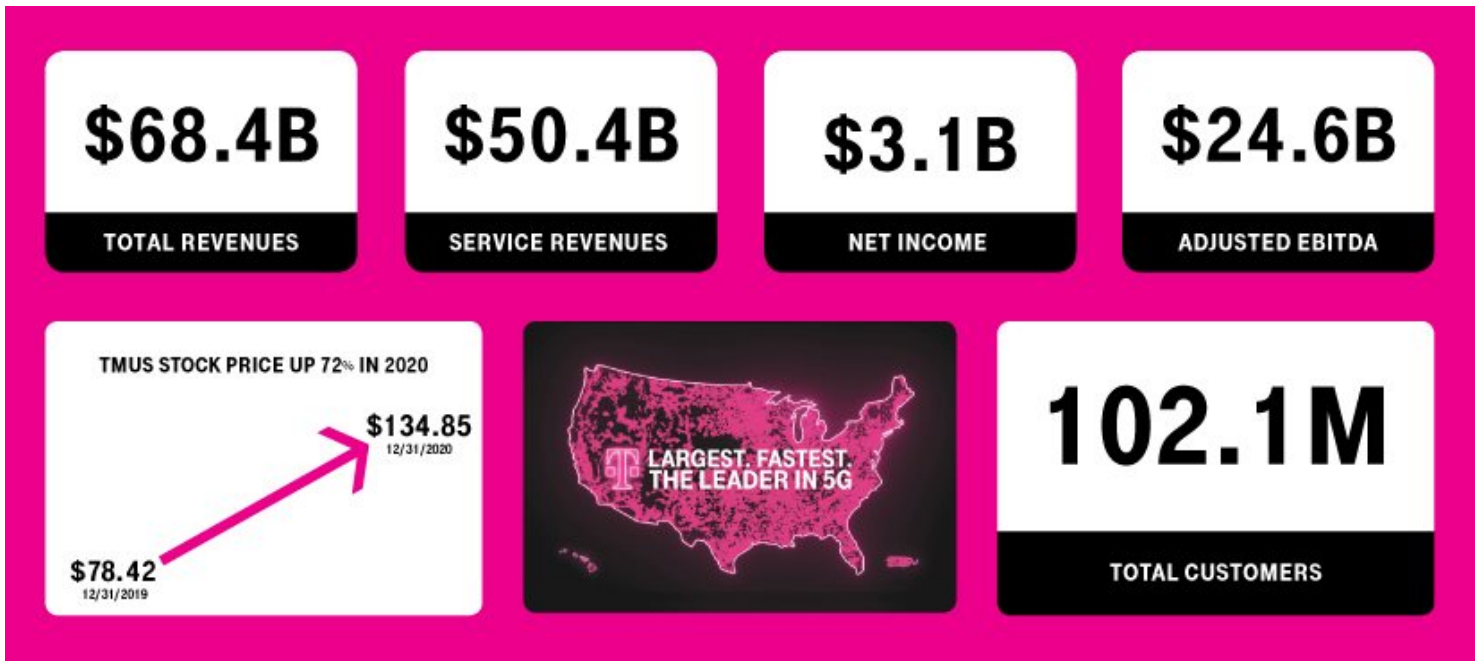 $68.4B
TOTAL REVENUES
$50.4B
SERVICE REVENUES
$3.1B
NET INCOME
$24.6B
ADJUSTED EBITDA
TMUS STOCK PRICE UP 72% IN 2020
$134.85
12/31/2020
$78.42
12/31/2019
T
LARGEST. FASTEST.
THE LEADER IN 5G
102.1M
TOTAL CUSTOMERS